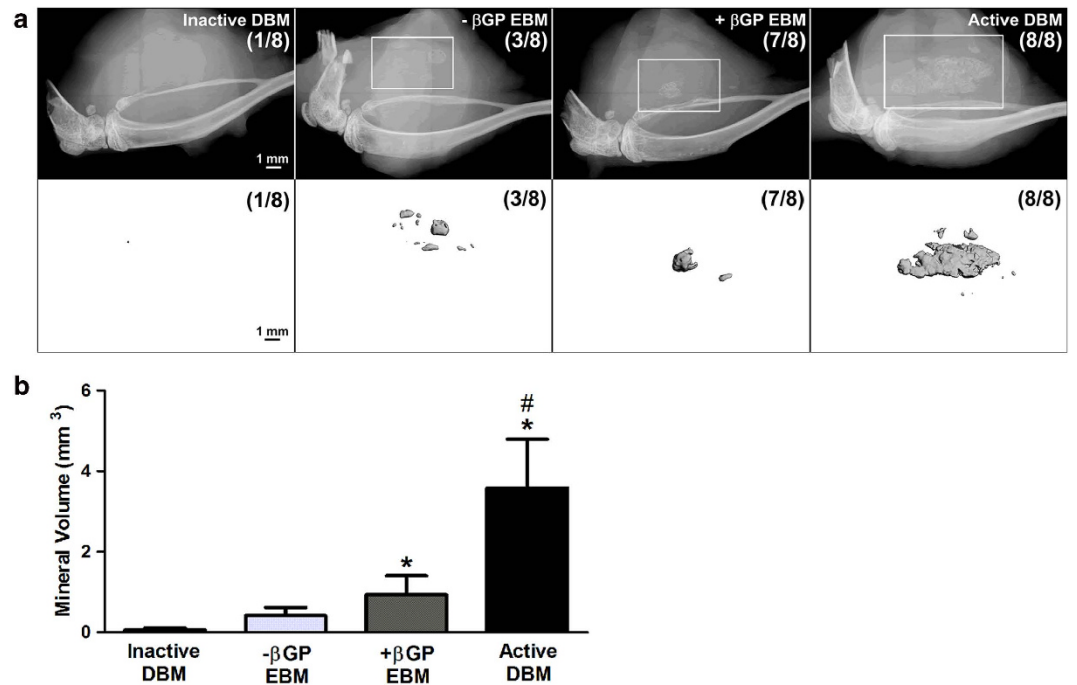 a
Inactive DBM
(1/8)
1 mm
- βGP EBM
(3/8)
+ βGP EBM
(7/8)
Active DBM
(8/8)
(1/8)
1 mm
(3/8)
(7/8)
(8/8)
b
Mineral Volume (mm 3)
6
4
2
0
*
#
*
Inactive
DBM
-βGP
EBM
+βGP
EBM
Active
DBM